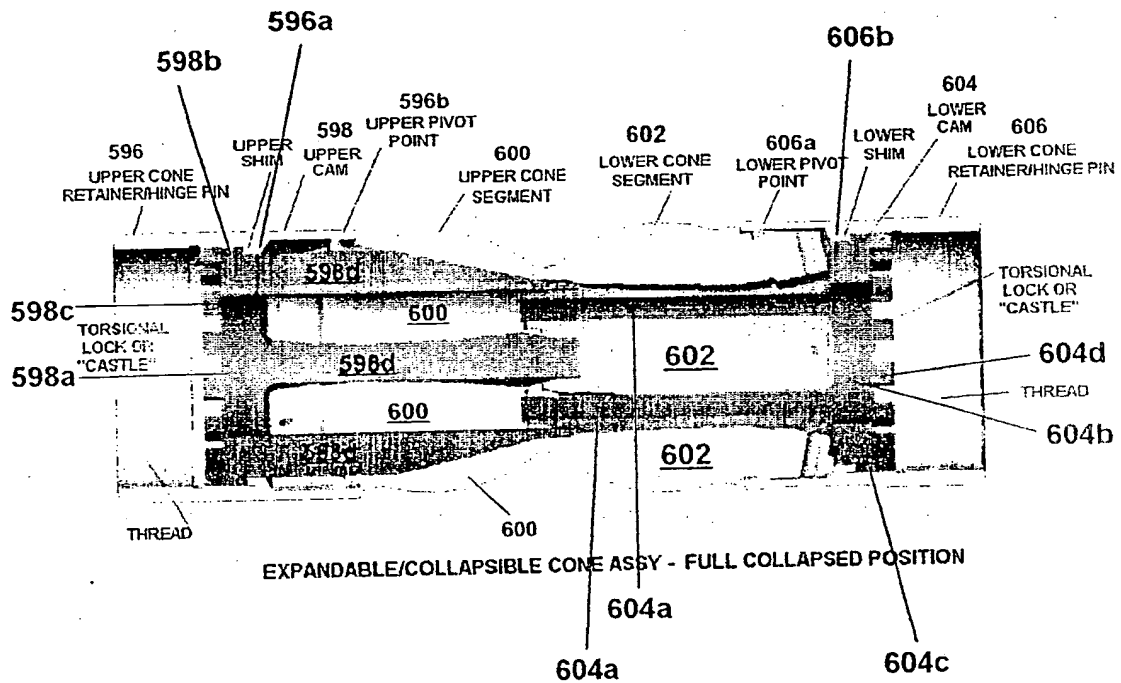 596a
606b
598b
596b
UPPER PIVOT
POINT
604
LOWER
CAM
598
UPPER
CAM
UPPER
SHIM
596
UPPER CONE
RETAINER/HINGE PIN
600
UPPER CONE
SEGMENT
602
LOWER CONE
SEGMENT
606a
LOWER PIVOT
POINT
LOWER
SHIM
606
LOWER CONE
RETAINER/HINGE PIN
598d
598c
TORSIONAL
LOCK OR
"CASTLE"
598a
600
598d
602
TORSIONAL
LOCK OR
"CASTLE"
604d
THREAD
604b
600
598d
602
THREAD
600
EXPANDABLE/COLLAPSIBLE CONE ASSY - FULL COLLAPSED POSITION
604a
604a
604c